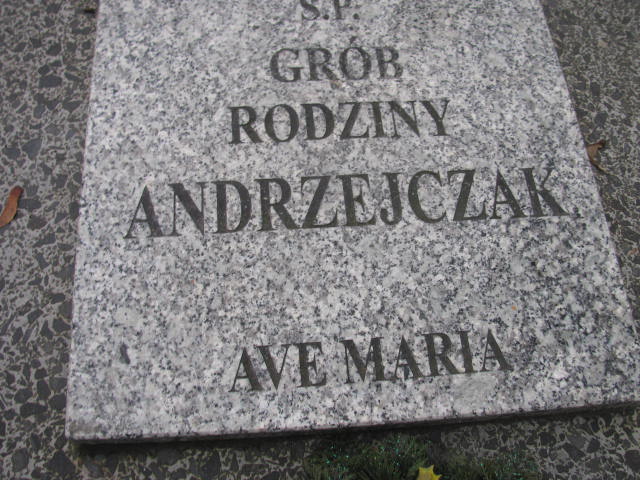 Ś.P.
GRÓB
RODZINY
ANDRZEJCZAK
AVE MARIA